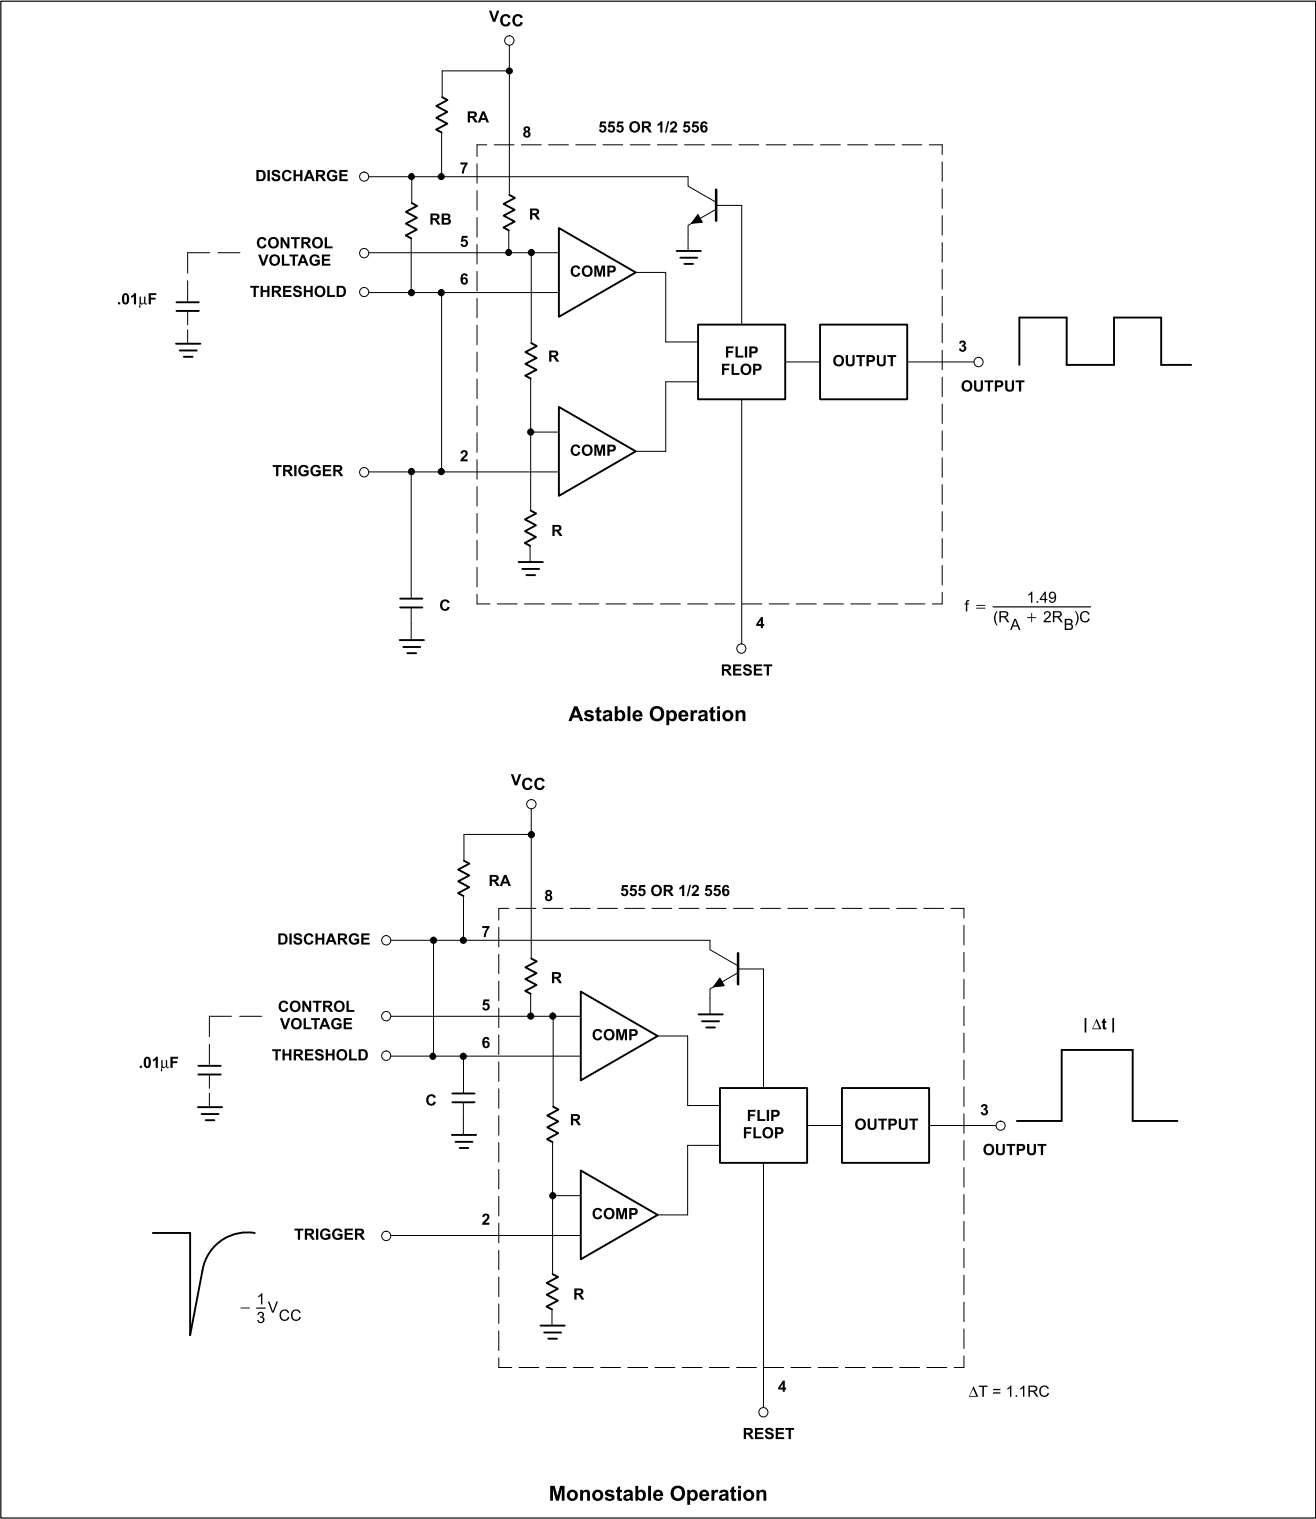 VCC
RA
8
555 OR 1/2 556
DISCHARGE
7
RB
R
CONTROL
VOLTAGE
5
COMP
THRESHOLD
6
.01µF
R
FLIP
FLOP
OUTPUT
3
OUTPUT
TRIGGER
2
COMP
R
C
4
RESET
f = 1.49 / (RA + 2RB)C
Astable Operation
VCC
RA
8
555 OR 1/2 556
DISCHARGE
7
R
CONTROL
VOLTAGE
5
COMP
THRESHOLD
6
.01µF
C
R
FLIP
FLOP
OUTPUT
3
OUTPUT
| Δt |
TRIGGER
2
COMP
R
− 1/3 VCC
4
RESET
ΔT = 1.1RC
Monostable Operation